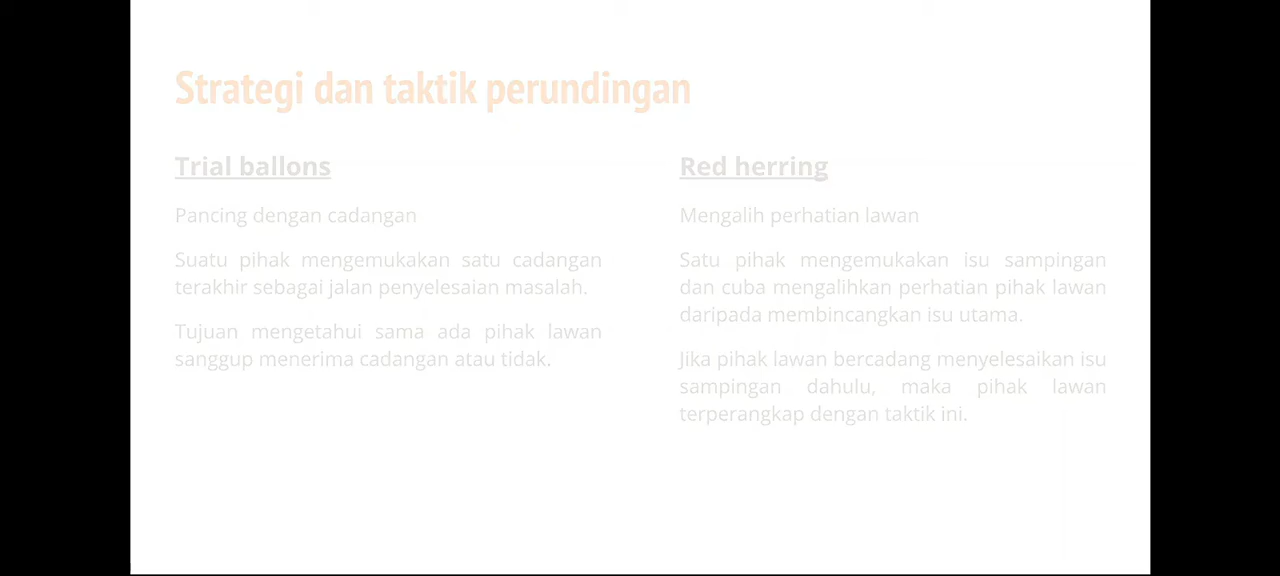 Strategi dan taktik perundingan
Trial ballons
Pancing dengan cadangan
Suatu pihak mengemukakan satu cadangan
terakhir sebagai jalan penyelesaian masalah.
Tujuan mengetahui sama ada pihak lawan
sanggup menerima cadangan atau tidak.
Red herring
Mengalih perhatian lawan
Satu pihak mengemukakan isu sampingan
dan cuba mengalihkan perhatian pihak lawan
daripada membincangkan isu utama.
Jika pihak lawan bercadang menyelesaikan isu
sampingan dahulu, maka pihak lawan
terperangkap dengan taktik ini.